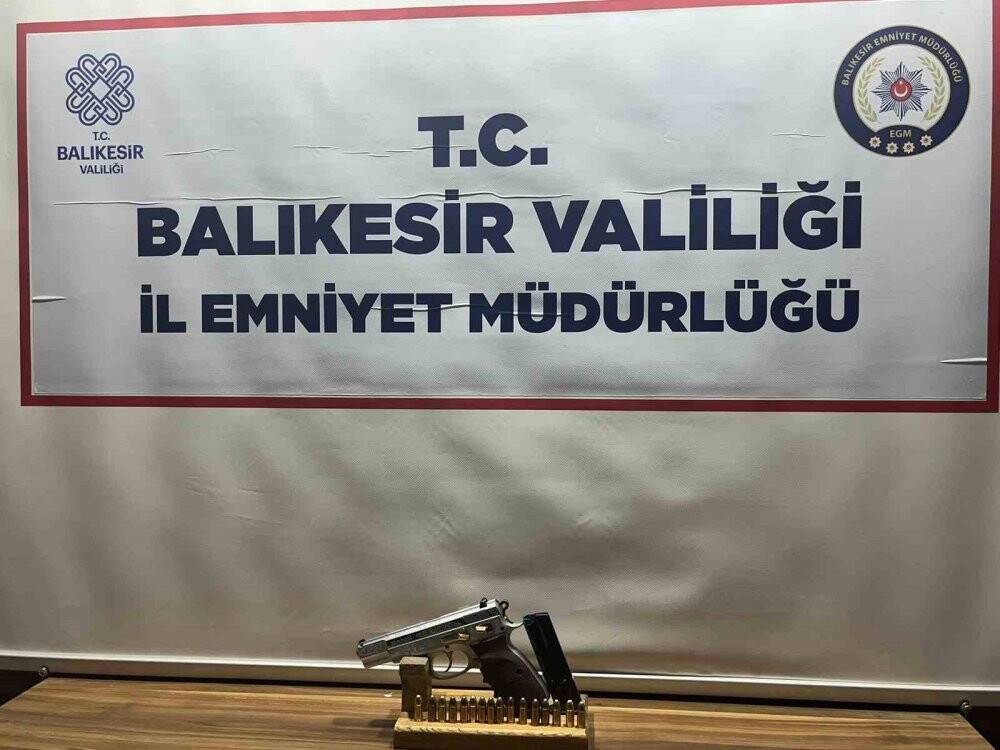 T.C.
BALIKESİR
VALİLİĞİ
BALIKESİR EMNİYET MÜDÜRLÜĞÜ
EGM
T.C.
BALIKESİR VALİLİĞİ
İL EMNİYET MÜDÜRLÜĞÜ